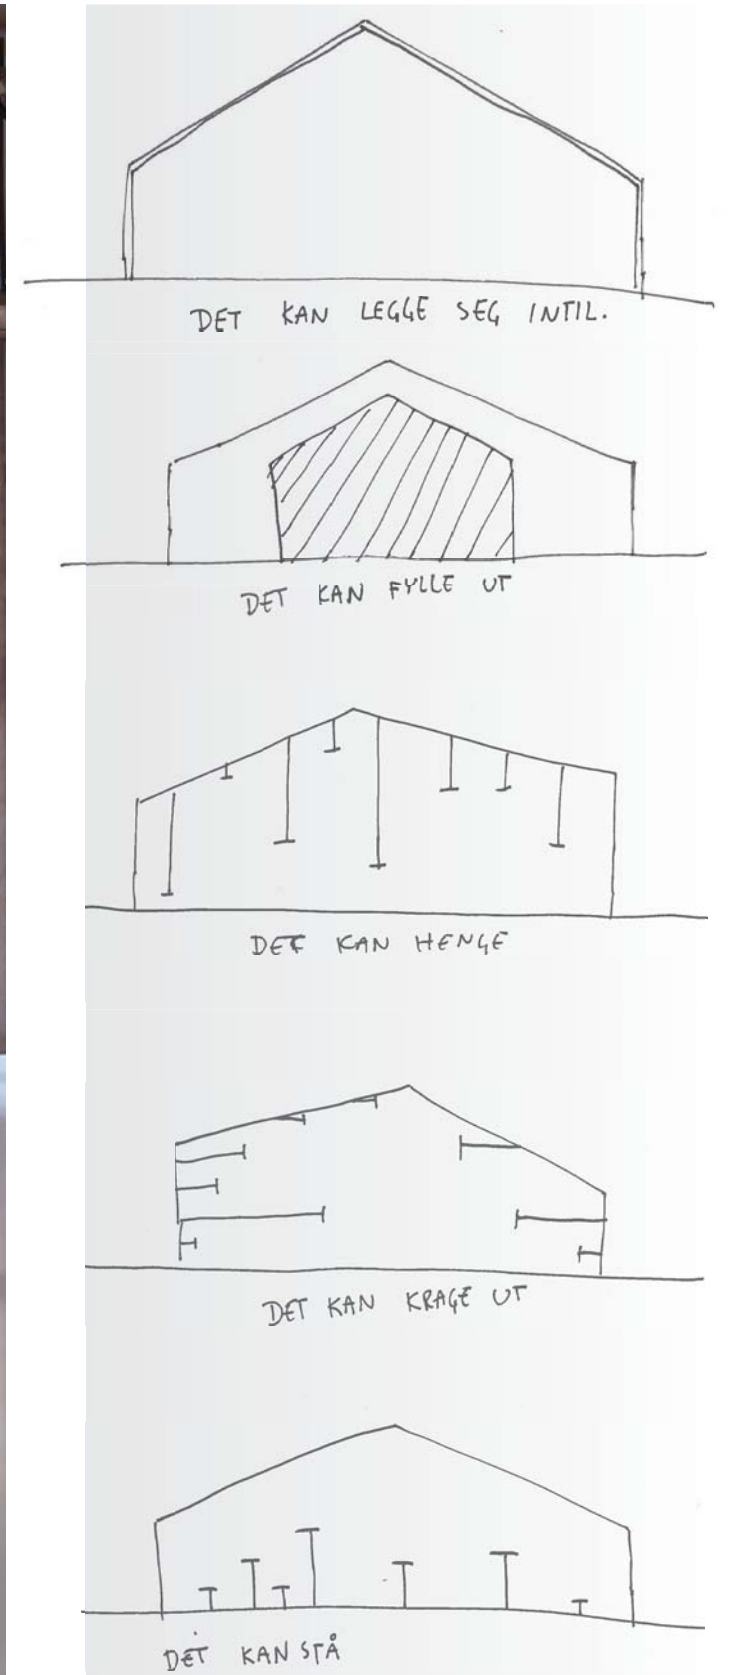 DET KAN LEGGE SEG INTIL.
DET KAN FYLLE UT
DET KAN HENGE
DET KAN KRAGE UT
DET KAN STÅ